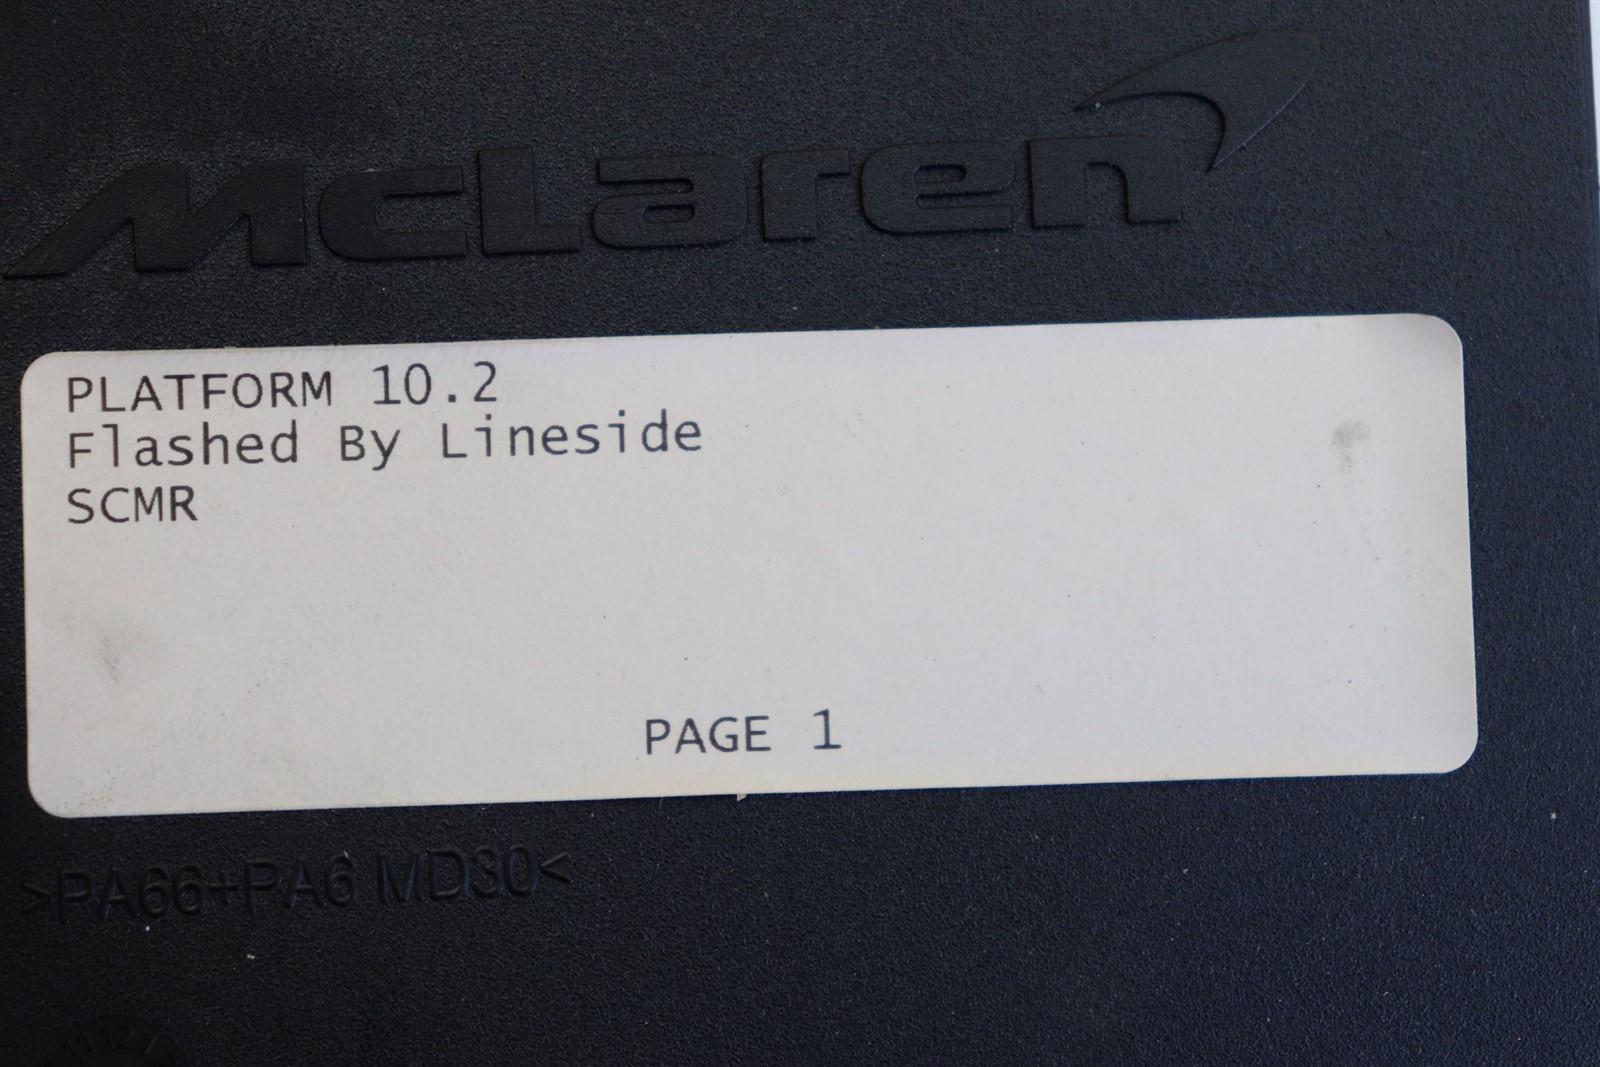 McLaren
PLATFORM 10.2
Flashed By Lineside
SCMR
PAGE 1
>PA66+PA6 MD30<